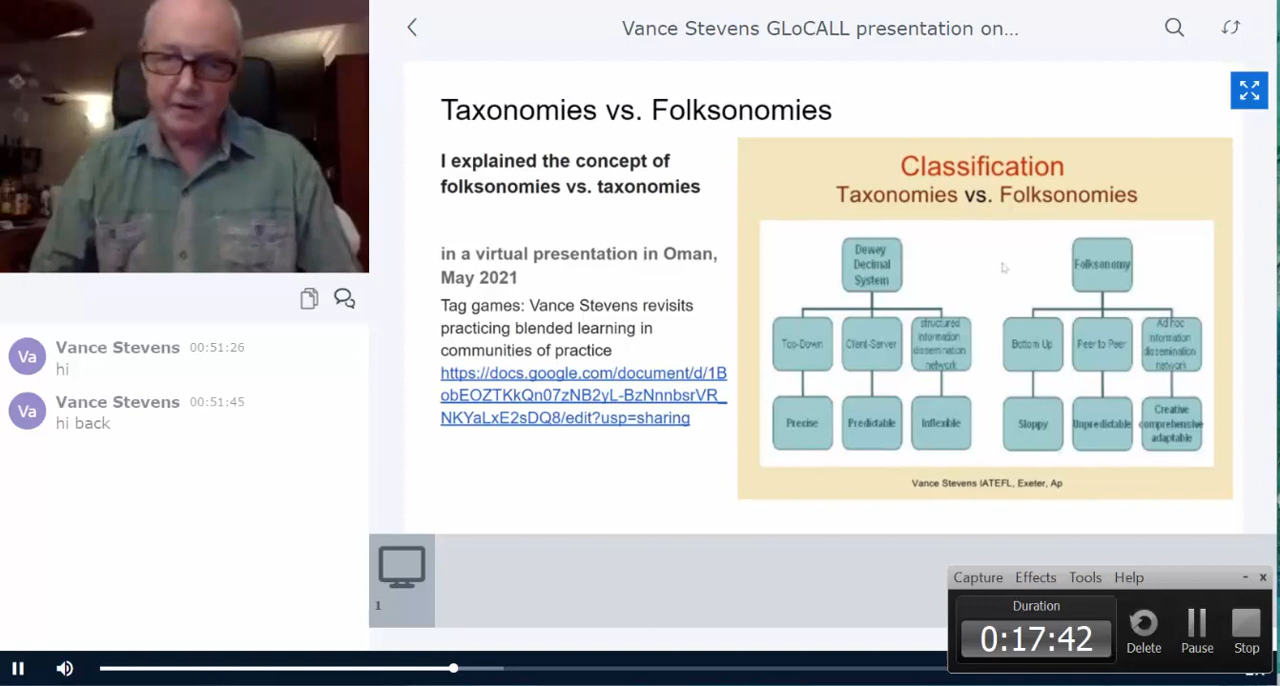 Vance Stevens GLoCALL presentation on...
Taxonomies vs. Folksonomies
I explained the concept of
folksonomies vs. taxonomies
in a virtual presentation in Oman,
May 2021
Tag games: Vance Stevens revisits
practicing blended learning in
communities of practice
https://docs.google.com/document/d/1B
obEOZTKkQn07zNB2yL-BzNnnbsrVR_
NKYaLxE2sDQ8/edit?usp=sharing
Classification
Taxonomies vs. Folksonomies
Dewey
Decimal
System
Folksonomy
Top-Down
Client-Server
structured
information
dissemination
network
Bottom Up
Peer to Peer
Ad hoc
information
dissemination
network
Precise
Predictable
Inflexible
Sloppy
Unpredictable
Creative
comprehensive
adaptable
Vance Stevens IATEFL, Exeter, Ap
Va
Vance Stevens 00:51:26
hi
Va
Vance Stevens 00:51:45
hi back
1
Capture Effects Tools Help
Duration
0:17:42
Delete
Pause
Stop